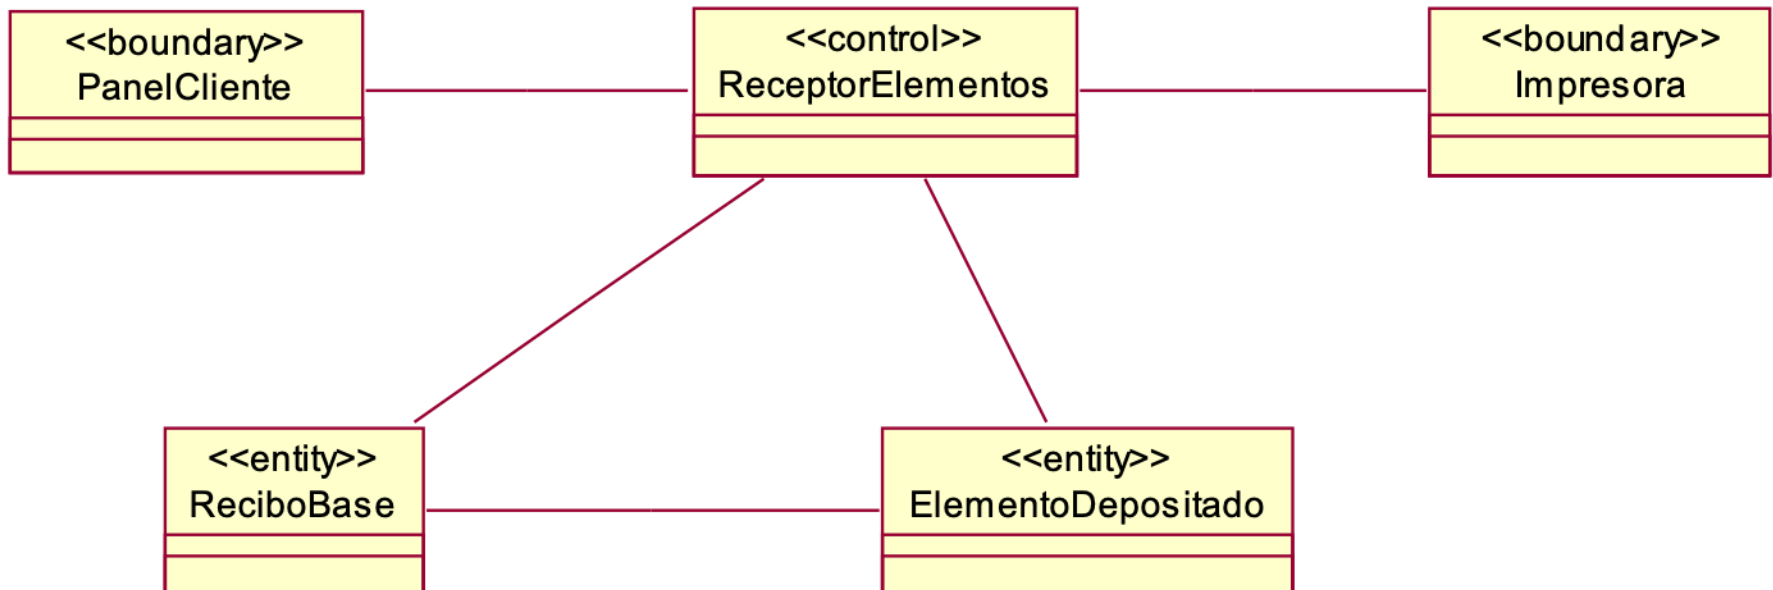 <<boundary>>
PanelCliente
<<control>>
ReceptorElementos
<<boundary>>
Impresora
<<entity>>
ReciboBase
<<entity>>
ElementoDepositado